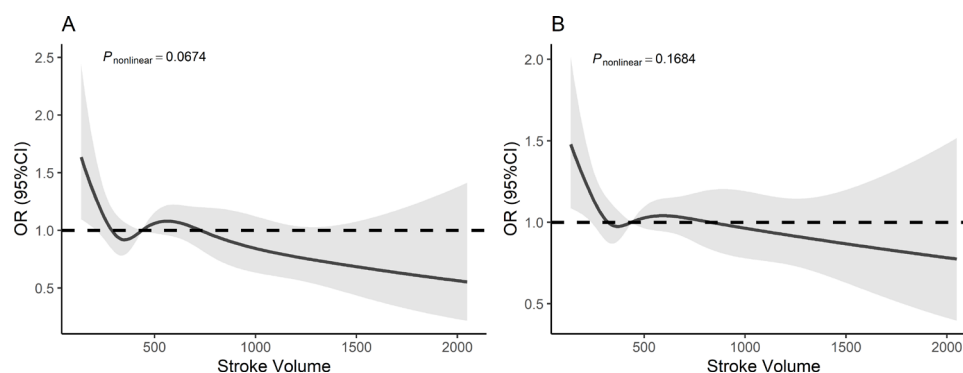 A
P nonlinear = 0.0674
OR (95%CI)
2.5
2.0
1.5
1.0
0.5
500
1000
1500
2000
Stroke Volume
B
P nonlinear = 0.1684
OR (95%CI)
2.0
1.5
1.0
0.5
500
1000
1500
2000
Stroke Volume